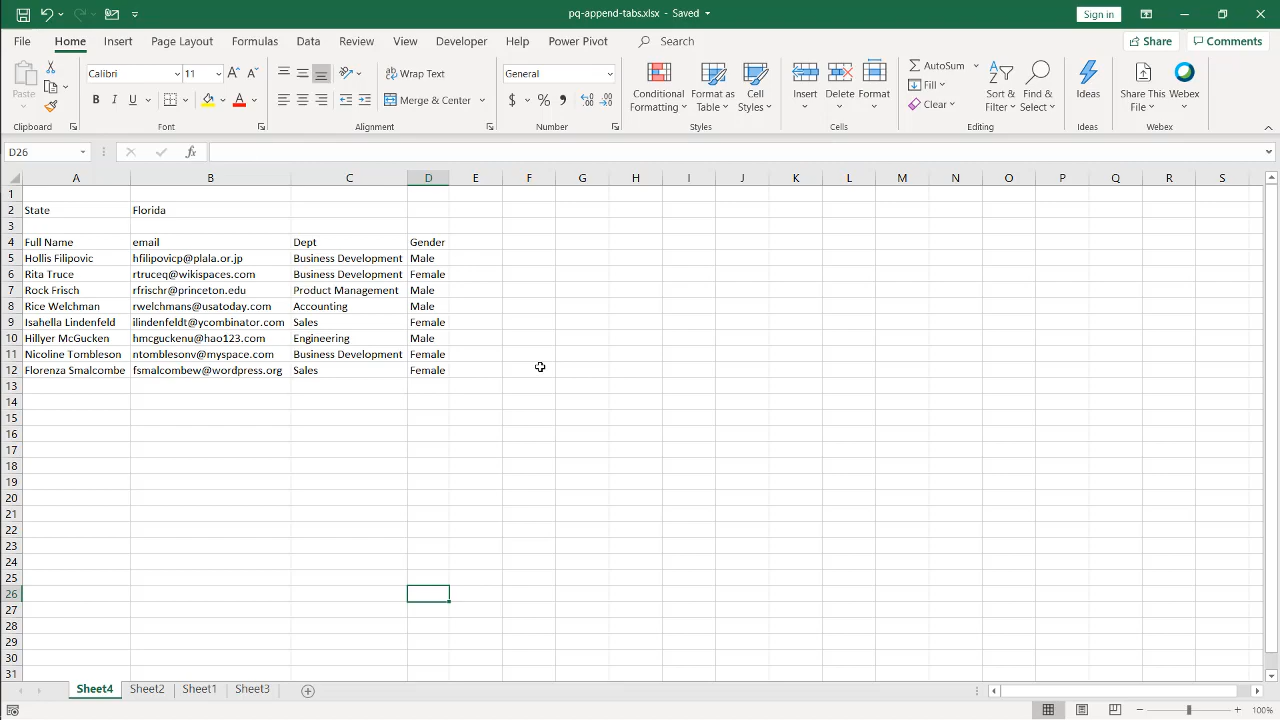 pq-append-tabs.xlsx - Saved
Sign in
File Home Insert Page Layout Formulas Data Review View Developer Help Power Pivot Search Share Comments
Paste
Calibri 11
B I U A
Wrap Text
Merge & Center
General
$ % ,
Conditional Formatting
Format as Table
Cell Styles
Insert
Delete
Format
AutoSum
Fill
Clear
Sort & Filter
Find & Select
Ideas
Share This File
Webex
Clipboard Font Alignment Number Styles Cells Editing Ideas Webex
D26 fx
A B C D E F G H I J K L M N O P Q R S
1
2 State Florida
3
4 Full Name email Dept Gender
5 Hollis Filipovic hfilipovicp@plala.or.jp Business Development Male
6 Rita Truce rtruceq@wikispaces.com Business Development Female
7 Rock Frisch rfrischr@princeton.edu Product Management Male
8 Rice Welchman rwelchmans@usatoday.com Accounting Male
9 Isahella Lindenfeld ilindenfeldt@ycombinator.com Sales Female
10 Hillyer McGucken hmcguckenu@hao123.com Engineering Male
11 Nicoline Tombleson ntomblesonv@myspace.com Business Development Female
12 Florenza Smalcombe fsmalcombew@wordpress.org Sales Female
13
14
15
16
17
18
19
20
21
22
23
24
25
26
27
28
29
30
31
Sheet4 Sheet2 Sheet1 Sheet3
100%